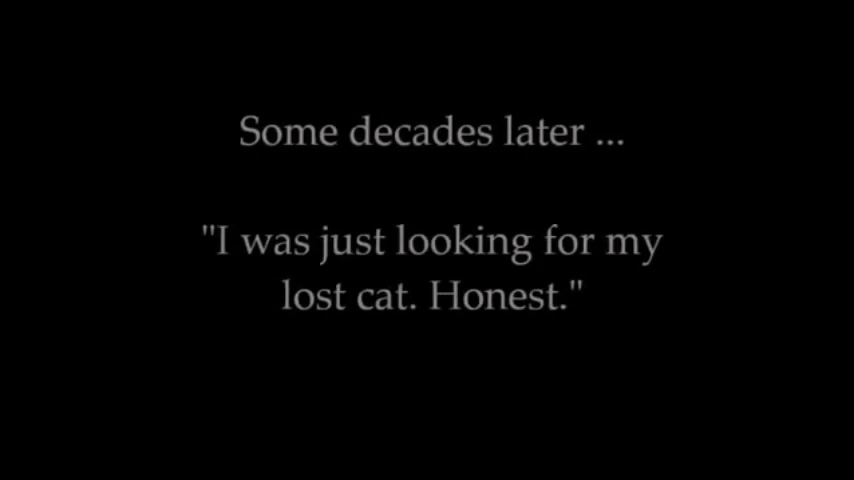 Some decades later ...
"I was just looking for my
lost cat. Honest."